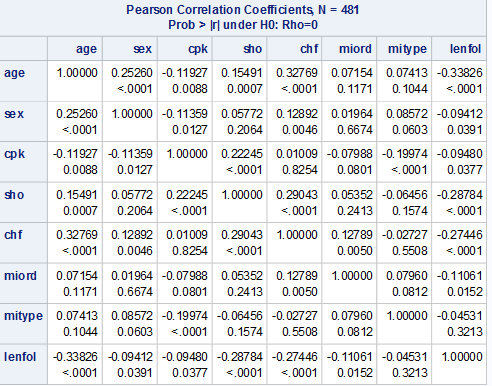 Pearson Correlation Coefficients, N = 481
Prob > |r| under H0: Rho=0
age sex cpk sho chf miord mitype lenfol
age 1.00000 0.25260 -0.11927 0.15491 0.32769 0.07154 0.07413 -0.33826
<.0001 0.0088 0.0007 <.0001 0.1171 0.1044 <.0001
sex 0.25260 1.00000 -0.11359 0.05772 0.12892 0.01964 0.08572 -0.09412
<.0001 0.0127 0.2064 0.0046 0.6674 0.0603 0.0391
cpk -0.11927 -0.11359 1.00000 0.22245 0.01009 -0.07988 -0.19974 -0.09480
0.0088 0.0127 <.0001 0.8254 0.0801 <.0001 0.0377
sho 0.15491 0.05772 0.22245 1.00000 0.29043 0.05352 -0.06456 -0.28784
0.0007 0.2064 <.0001 <.0001 0.2413 0.1574 <.0001
chf 0.32769 0.12892 0.01009 0.29043 1.00000 0.12789 -0.02727 -0.27446
<.0001 0.0046 0.8254 <.0001 0.0050 0.5508 <.0001
miord 0.07154 0.01964 -0.07988 0.05352 0.12789 1.00000 0.07960 -0.11061
0.1171 0.6674 0.0801 0.2413 0.0050 0.0812 0.0152
mitype 0.07413 0.08572 -0.19974 -0.06456 -0.02727 0.07960 1.00000 -0.04531
0.1044 0.0603 <.0001 0.1574 0.5508 0.0812 0.3213
lenfol -0.33826 -0.09412 -0.09480 -0.28784 -0.27446 -0.11061 -0.04531 1.00000
<.0001 0.0391 0.0377 <.0001 <.0001 0.0152 0.3213